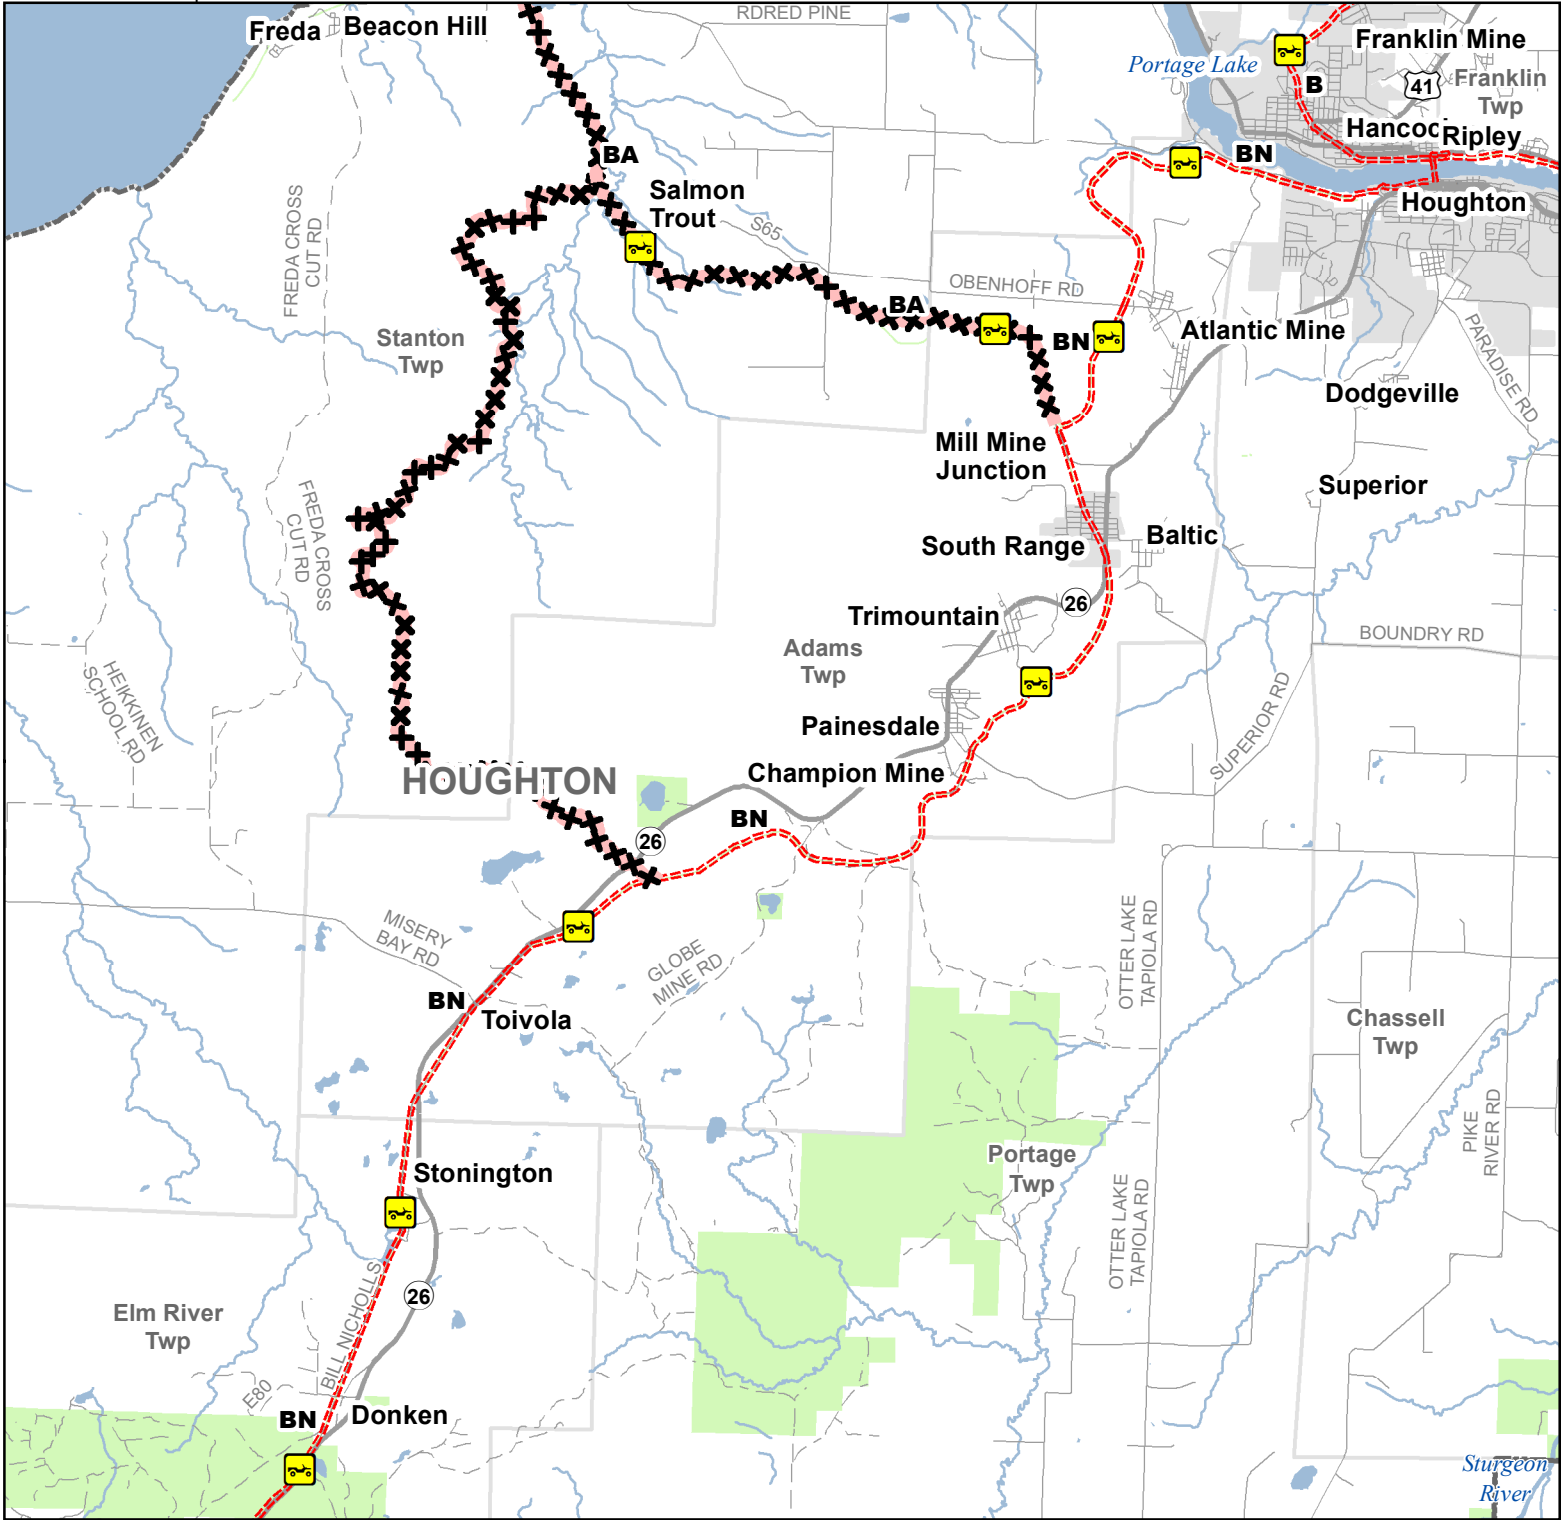 RDRED PINE
Freda
Beacon Hill
Franklin Mine
Portage Lake
41
Franklin
Twp
B
Hancoc
Ripley
BA
BN
Salmon
Trout
Houghton
S65
FREDA CROSS
CUT RD
OBENHOFF RD
BA
Stanton
Twp
BN
Atlantic Mine
PARADISE RD
Dodgeville
Mill Mine
Junction
Superior
FREDA CROSS
CUT RD
South Range
Baltic
Trimountain
26
BOUNDRY RD
Adams
Twp
HEIKKINEN
SCHOOL RD
Painesdale
SUPERIOR RD
HOUGHTON
Champion Mine
BN
26
MISERY
BAY RD
GLOBE
MINE RD
OTTER LAKE
TAPIOLA RD
BN
Toivola
Chassell
Twp
PIKE
RIVER RD
Stonington
Portage
Twp
OTTER LAKE
TAPIOLA RD
26
Elm River
Twp
BILL NICHOLLS
E80
BN
Donken
Sturgeon
River